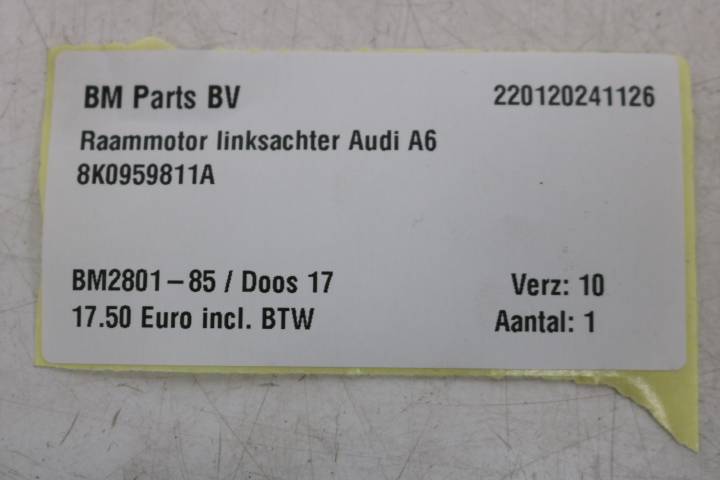 BM Parts BV 220120241126
Raammotor linksachter Audi A6
8K0959811A
BM2801-85 / Doos 17 Verz: 10
17.50 Euro incl. BTW Aantal: 1